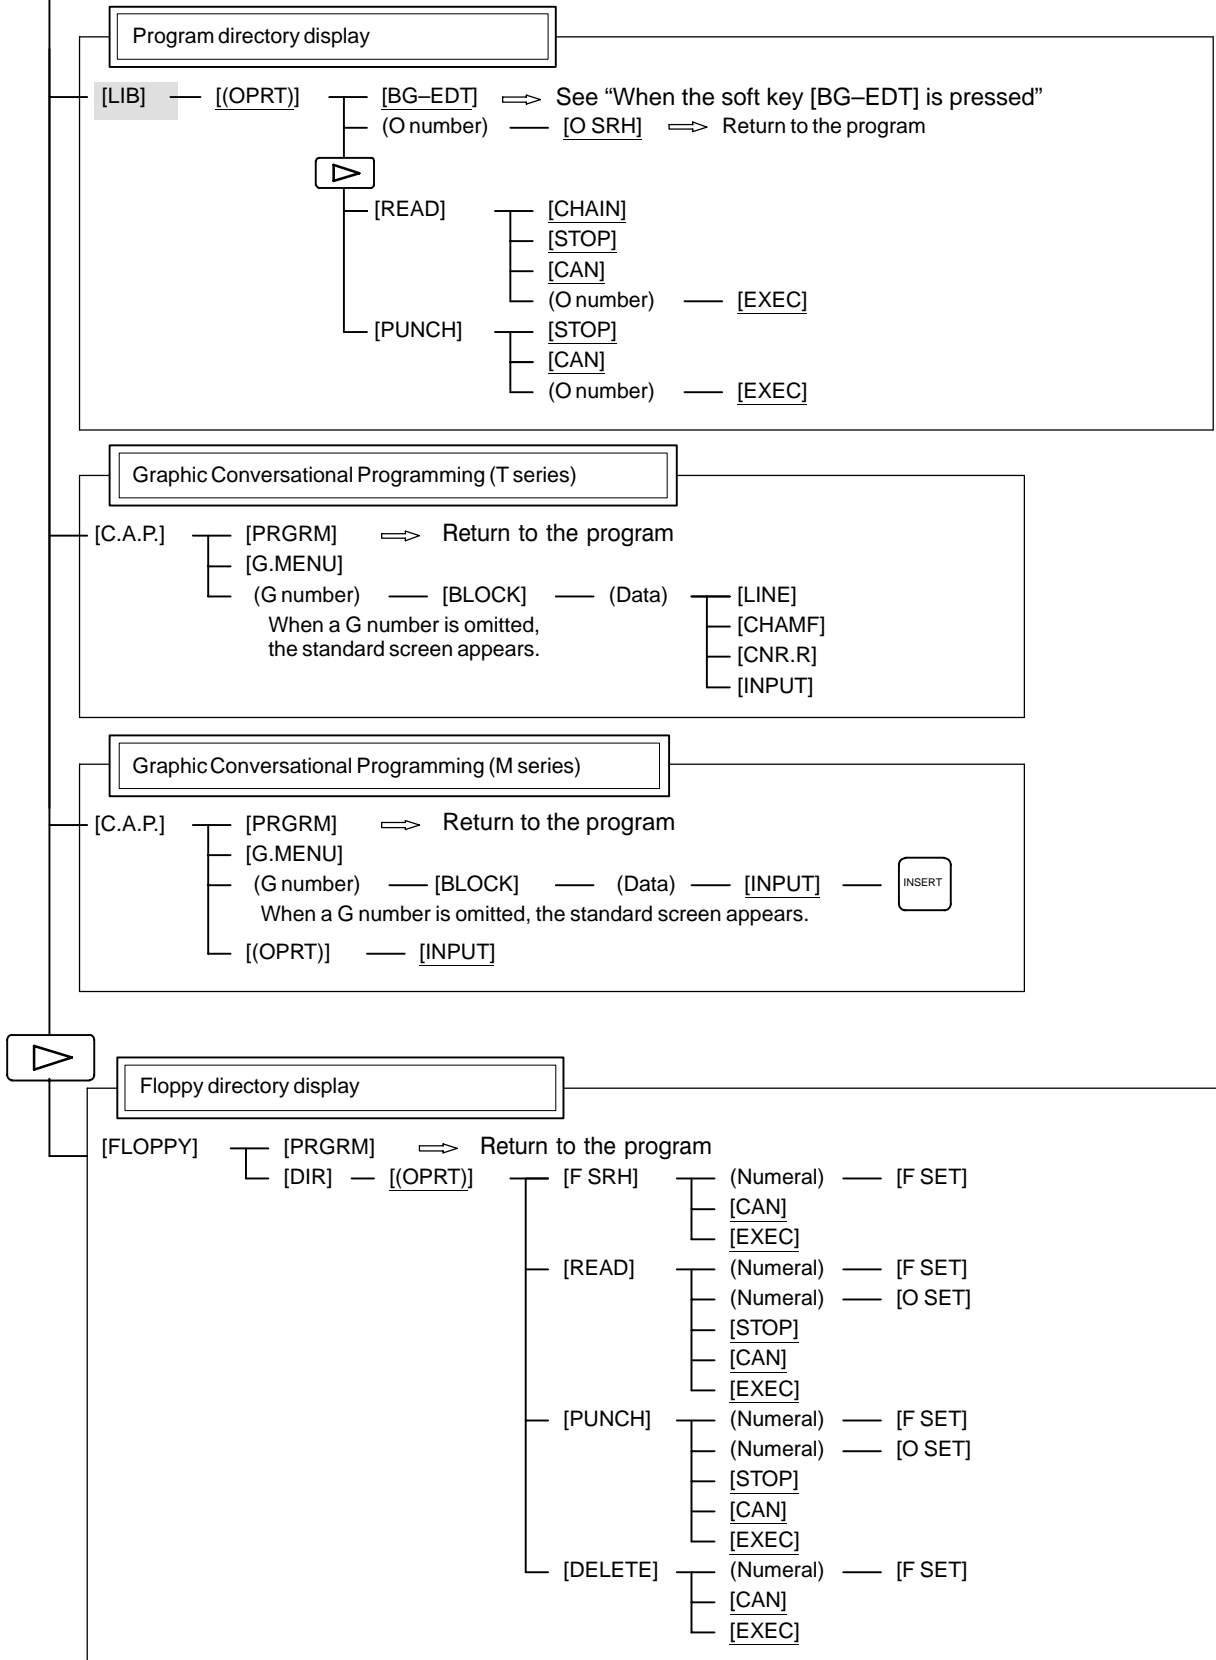 Program directory display
[LIB] [(OPRT)] [BG–EDT] See “When the soft key [BG–EDT] is pressed”
(O number) [O SRH] Return to the program
[READ] [CHAIN]
[STOP]
[CAN]
(O number) [EXEC]
[PUNCH] [STOP]
[CAN]
(O number) [EXEC]
Graphic Conversational Programming (T series)
[C.A.P.] [PRGRM] Return to the program
[G.MENU]
(G number) [BLOCK] (Data) [LINE]
When a G number is omitted, [CHAMF]
the standard screen appears. [CNR.R]
[INPUT]
Graphic Conversational Programming (M series)
[C.A.P.] [PRGRM] Return to the program
[G.MENU]
(G number) [BLOCK] (Data) [INPUT] INSERT
When a G number is omitted, the standard screen appears.
[(OPRT)] [INPUT]
Floppy directory display
[FLOPPY] [PRGRM] Return to the program
[DIR] [(OPRT)] [F SRH] (Numeral) [F SET]
[CAN]
[EXEC]
[READ] (Numeral) [F SET]
(Numeral) [O SET]
[STOP]
[CAN]
[EXEC]
[PUNCH] (Numeral) [F SET]
(Numeral) [O SET]
[STOP]
[CAN]
[EXEC]
[DELETE] (Numeral) [F SET]
[CAN]
[EXEC]